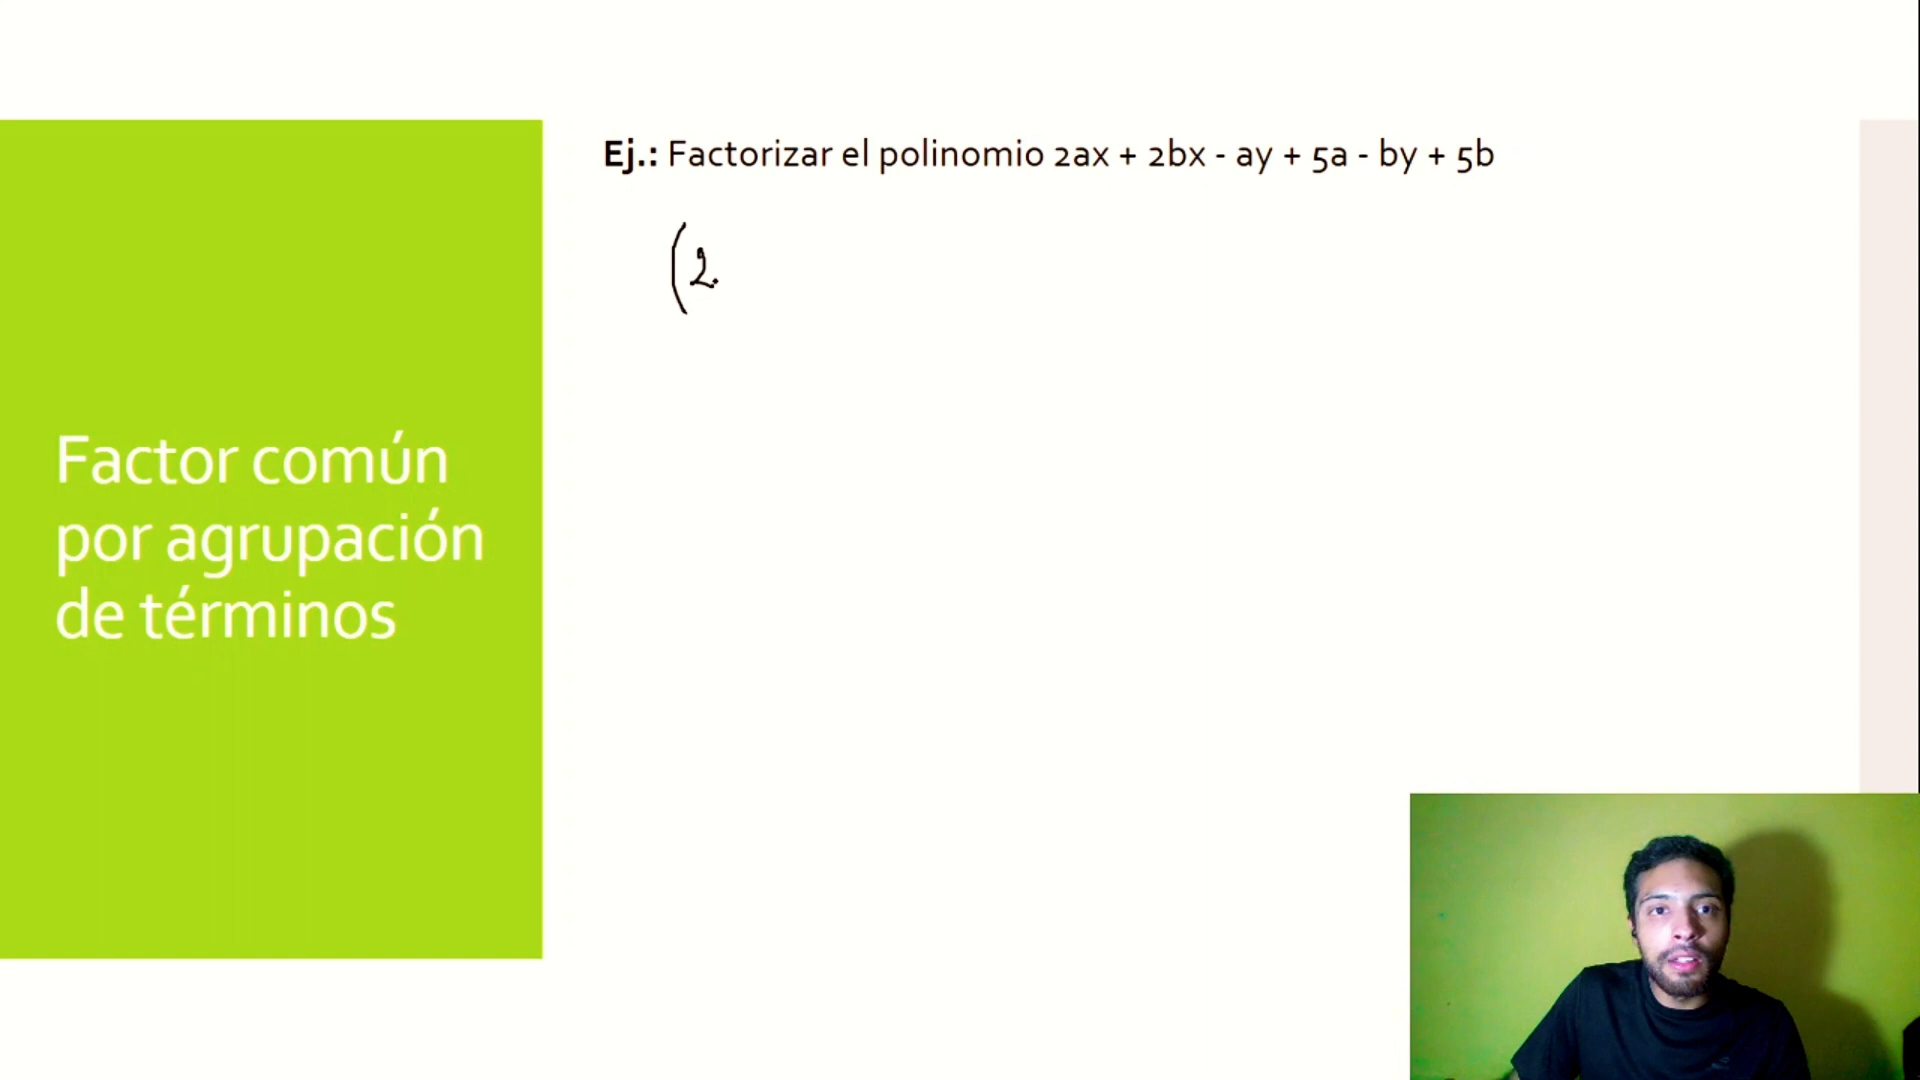 Ej.: Factorizar el polinomio 2ax + 2bx - ay + 5a - by + 5b
(2.
Factor común
por agrupación
de términos